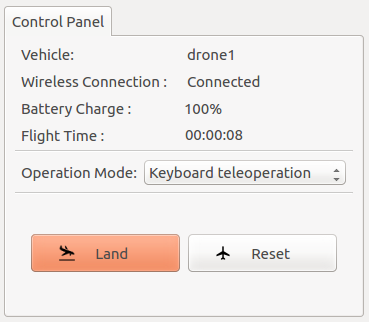 Control Panel
Vehicle: drone1
Wireless Connection : Connected
Battery Charge : 100%
Flight Time : 00:00:08
Operation Mode: Keyboard teleoperation
Land Reset